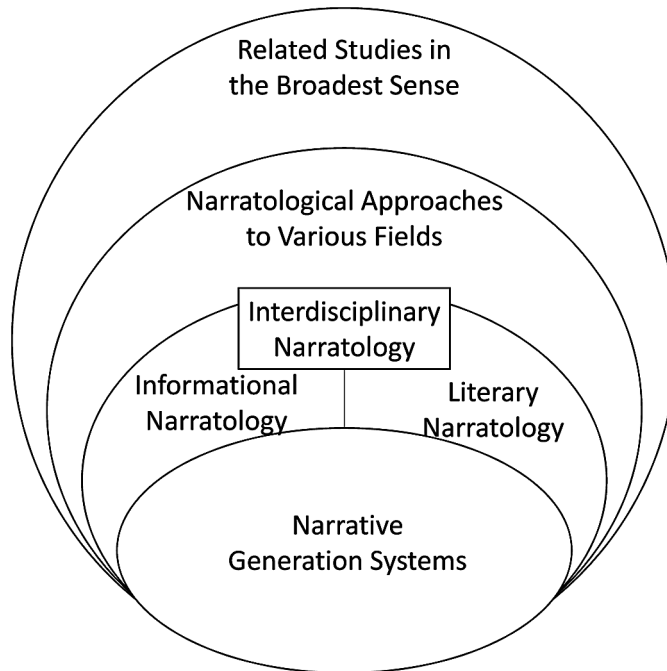 Related Studies in
the Broadest Sense
Narratological Approaches
to Various Fields
Interdisciplinary
Narratology
Informational
Narratology
Literary
Narratology
Narrative
Generation Systems